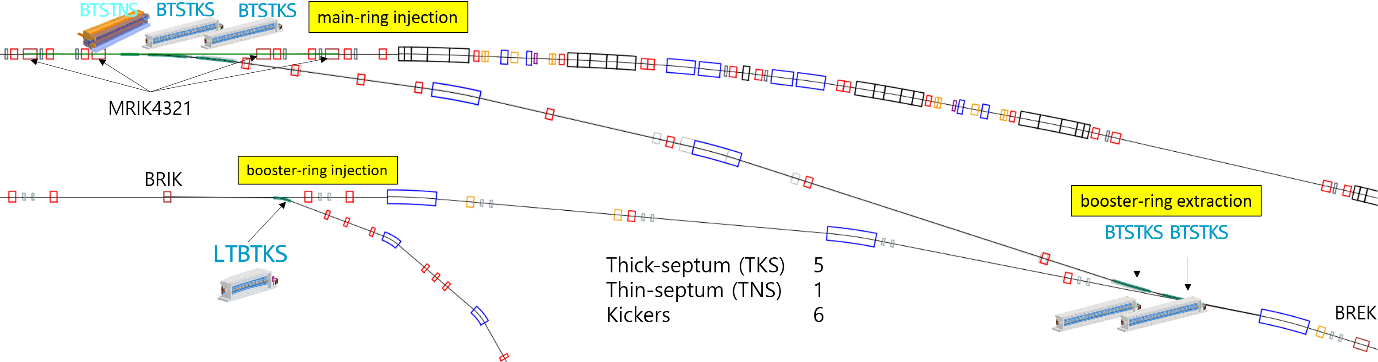 BTSTNS BTSTKS BTSTKS
main-ring injection
MRIK4321
BRIK
booster-ring injection
LTBTKS
booster-ring extraction
BTSTKS BTSTKS
Thick-septum (TKS) 5
Thin-septum (TNS) 1
Kickers 6
BREK